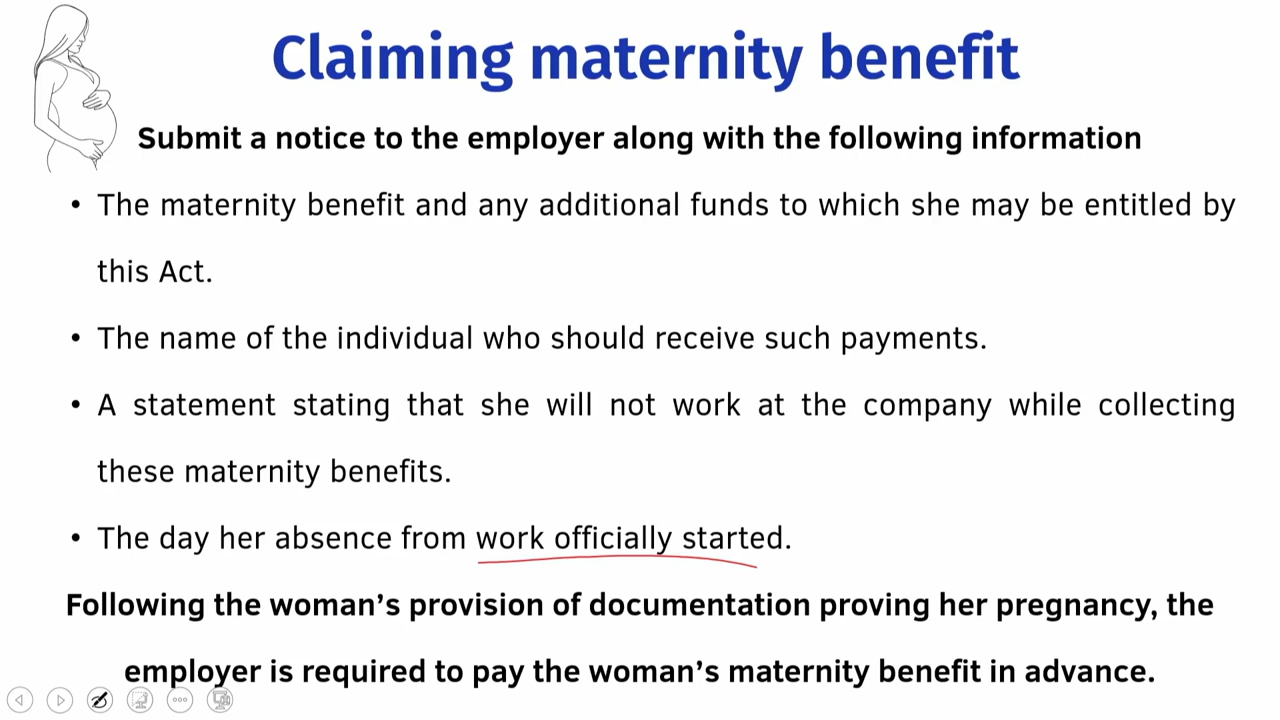 Claiming maternity benefit
Submit a notice to the employer along with the following information
• The maternity benefit and any additional funds to which she may be entitled by
this Act.
• The name of the individual who should receive such payments.
• A statement stating that she will not work at the company while collecting
these maternity benefits.
• The day her absence from work officially started.
Following the woman’s provision of documentation proving her pregnancy, the
employer is required to pay the woman’s maternity benefit in advance.